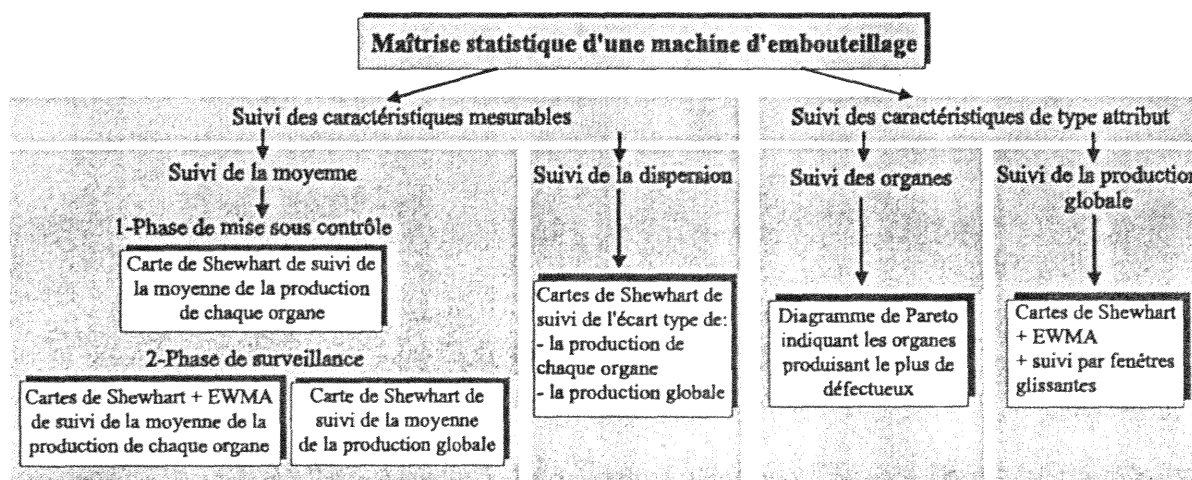 Maîtrise statistique d'une machine d'embouteillage
Suivi des caractéristiques mesurables
Suivi des caractéristiques de type attribut
Suivi de la moyenne
1-Phase de mise sous contrôle
Carte de Shewhart de suivi de
la moyenne de la production
de chaque organe
2-Phase de surveillance
Cartes de Shewhart + EWMA
de suivi de la moyenne de la
production de chaque organe
Carte de Shewhart de
suivi de la moyenne
de la production globale
Suivi de la dispersion
Cartes de Shewhart de
suivi de l'écart type de:
- la production de
chaque organe
- la production globale
Suivi des organes
Diagramme de Pareto
indiquant les organes
produisant le plus de
défectueux
Suivi de la production
globale
Cartes de Shewhart
+ EWMA
+ suivi par fenêtres
glissantes